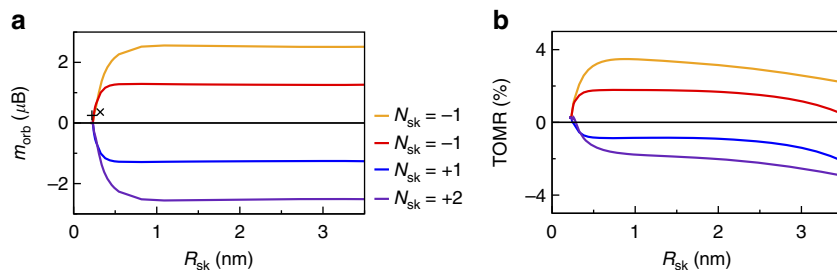 a
b
2
0
−2
m_orb (μB)
0
1
2
3
R_sk (nm)
N_sk = −1
N_sk = −1
N_sk = +1
N_sk = +2
4
0
−4
TOMR (%)
0
1
2
3
R_sk (nm)